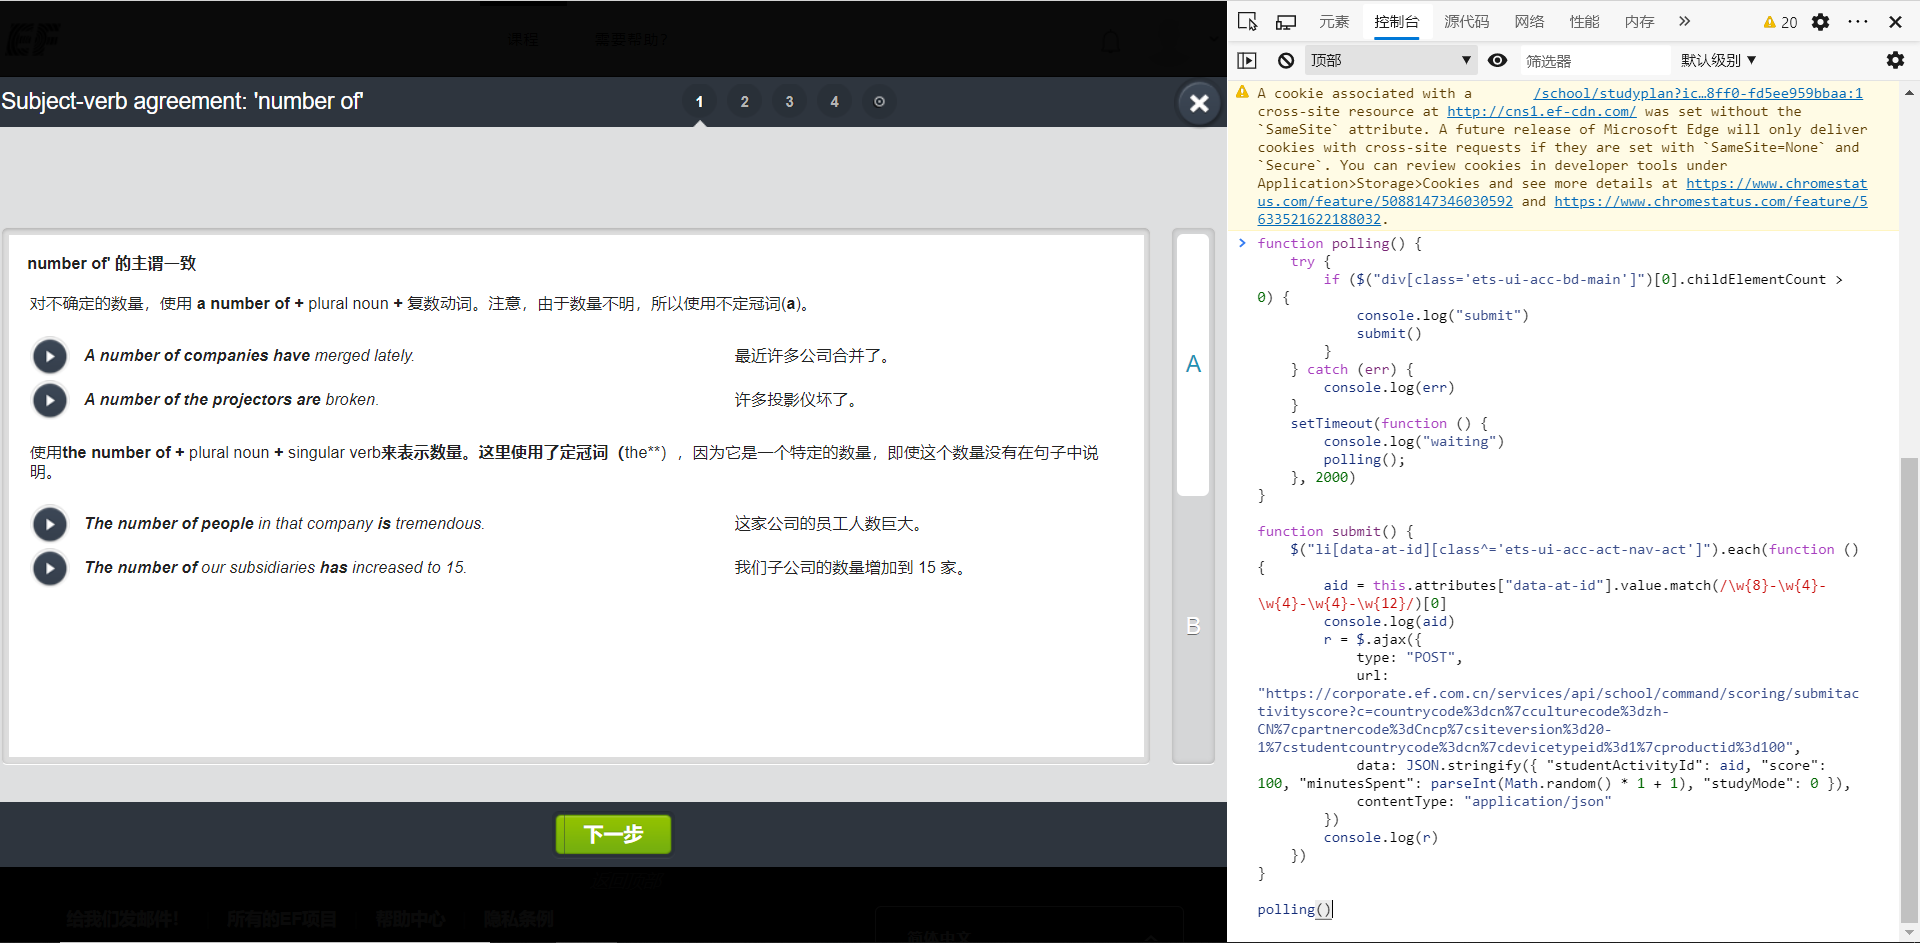 EF
课程
需要帮助?
Subject-verb agreement: 'number of'
1 2 3 4
number of' 的主谓一致
对不确定的数量，使用 a number of + plural noun + 复数动词。注意，由于数量不明，所以使用不定冠词(a)。
A number of companies have merged lately.
最近许多公司合并了。
A number of the projectors are broken.
许多投影仪坏了。
使用the number of + plural noun + singular verb来表示数量。这里使用了定冠词（the**），因为它是一个特定的数量，即使这个数量没有在句子中说
明。
The number of people in that company is tremendous.
这家公司的员工人数巨大。
The number of our subsidiaries has increased to 15.
我们子公司的数量增加到 15 家。
A
B
下一步
给我们发邮件!
所有的EF项目
帮助中心
隐私条例
简体中文
元素 控制台 源代码 网络 性能 内存 » 20
顶部 筛选器 默认级别
A cookie associated with a /school/studyplan?ic…8ff0-fd5ee959bbaa:1
cross-site resource at http://cns1.ef-cdn.com/ was set without the
`SameSite` attribute. A future release of Microsoft Edge will only deliver
cookies with cross-site requests if they are set with `SameSite=None` and
`Secure`. You can review cookies in developer tools under
Application>Storage>Cookies and see more details at https://www.chromestat
us.com/feature/5088147346030592 and https://www.chromestatus.com/feature/5
633521622188032.
function polling() {
try {
if ($("div[class='ets-ui-acc-bd-main']")[0].childElementCount >
0) {
console.log("submit")
submit()
}
} catch (err) {
console.log(err)
}
setTimeout(function () {
console.log("waiting")
polling();
}, 2000)
}
function submit() {
$("li[data-at-id][class^='ets-ui-acc-act-nav-act']").each(function ()
{
aid = this.attributes["data-at-id"].value.match(/\w{8}-\w{4}-
\w{4}-\w{4}-\w{12}/)[0]
console.log(aid)
r = $.ajax({
type: "POST",
url:
"https://corporate.ef.com.cn/services/api/school/command/scoring/submitac
tivityscore?c=countrycode%3dcn%7cculturecode%3dzh-
CN%7cpartnercode%3dCncp%7csiteversion%3d20-
1%7cstudentcountrycode%3dcn%7cdevicetypeid%3d1%7cproductid%3d100",
data: JSON.stringify({ "studentActivityId": aid, "score":
100, "minutesSpent": parseInt(Math.random() * 1 + 1), "studyMode": 0 }),
contentType: "application/json"
})
console.log(r)
})
}
polling()